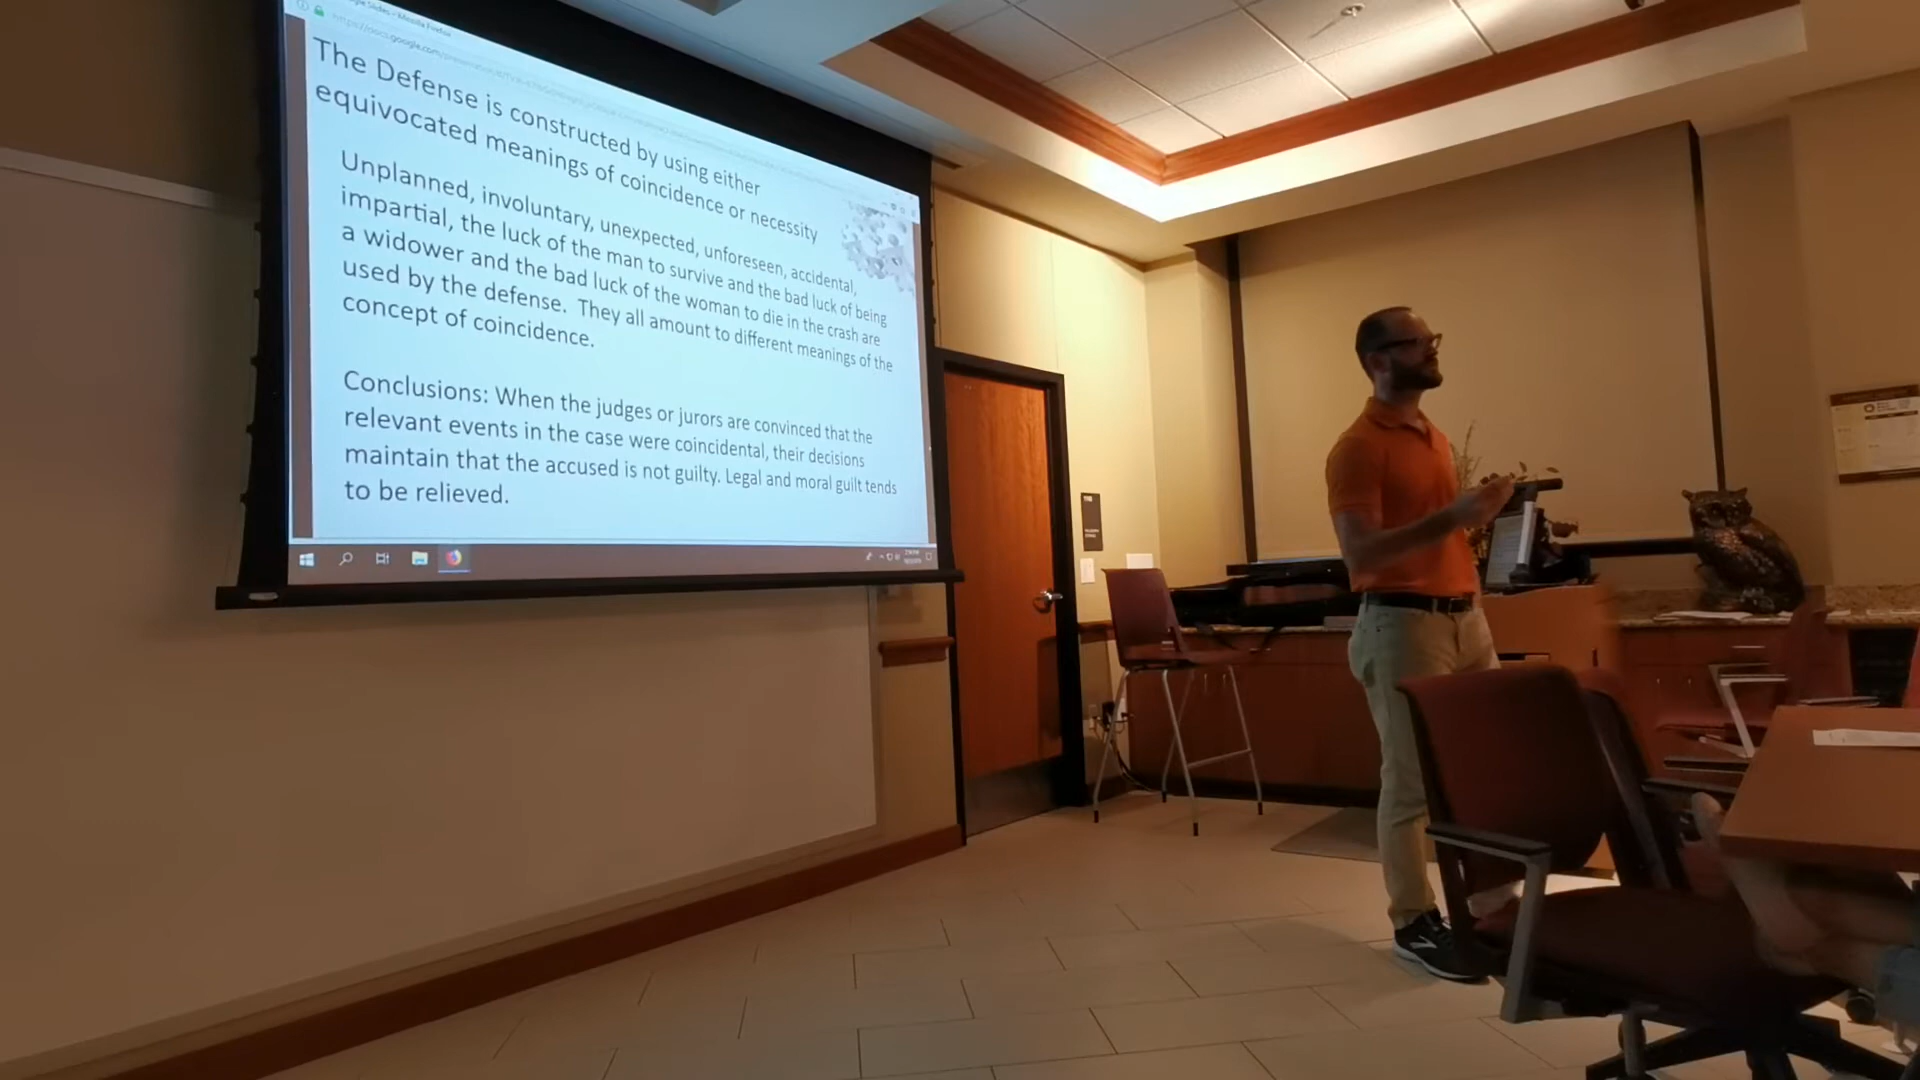 Slides - Mozilla Firefox
The Defense is constructed by using either
equivocated meanings of coincidence or necessity
Unplanned, involuntary, unexpected, unforeseen, accidental,
impartial, the luck of the man to survive and the bad luck of being
a widower and the bad luck of the woman to die in the crash are
used by the defense. They all amount to different meanings of the
concept of coincidence.
Conclusions: When the judges or jurors are convinced that the
relevant events in the case were coincidental, their decisions
maintain that the accused is not guilty. Legal and moral guilt tends
to be relieved.